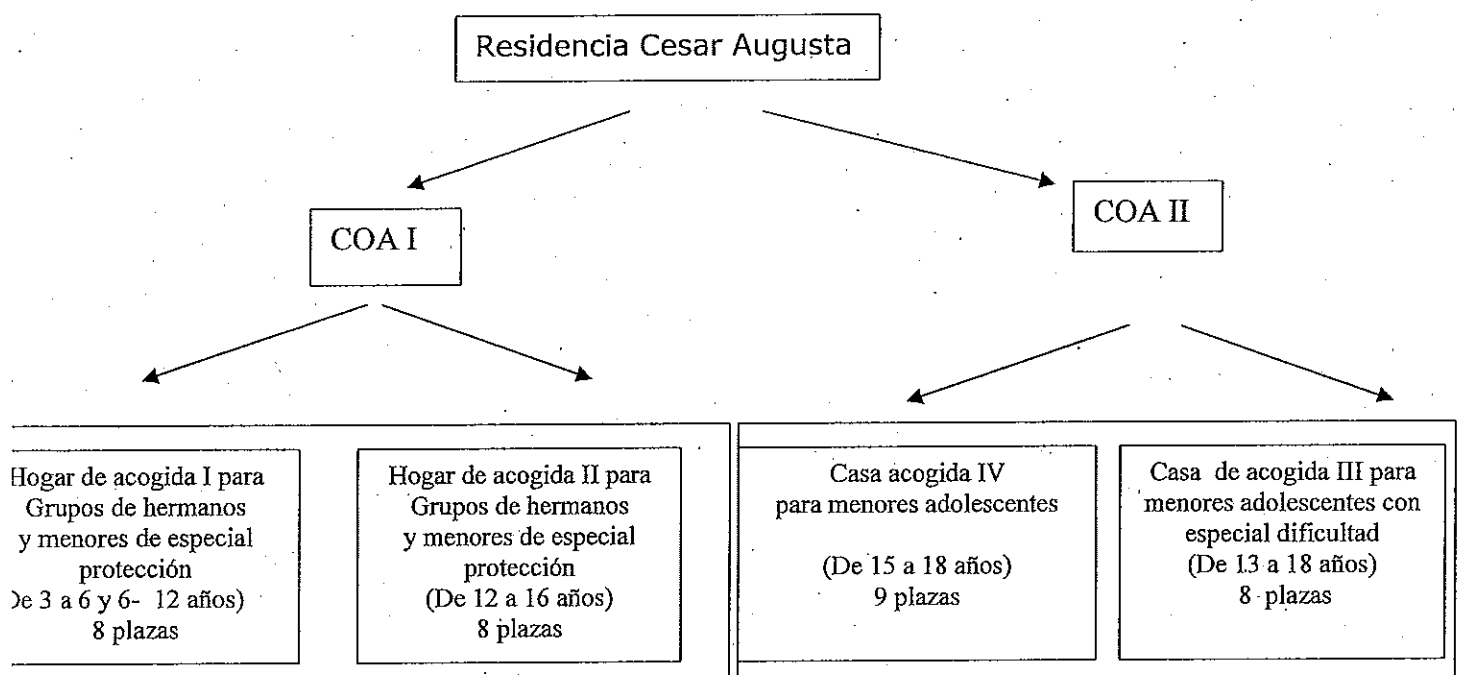 Residencia Cesar Augusta
COA I
COA II
Hogar de acogida I para
Grupos de hermanos
y menores de especial
protección
De 3 a 6 y 6- 12 años)
8 plazas
Hogar de acogida II para
Grupos de hermanos
y menores de especial
protección
(De 12 a 16 años)
8 plazas
Casa acogida IV
para menores adolescentes
(De 15 a 18 años)
9 plazas
Casa de acogida III para
menores adolescentes con
especial dificultad
(De 13 a 18 años)
8 plazas